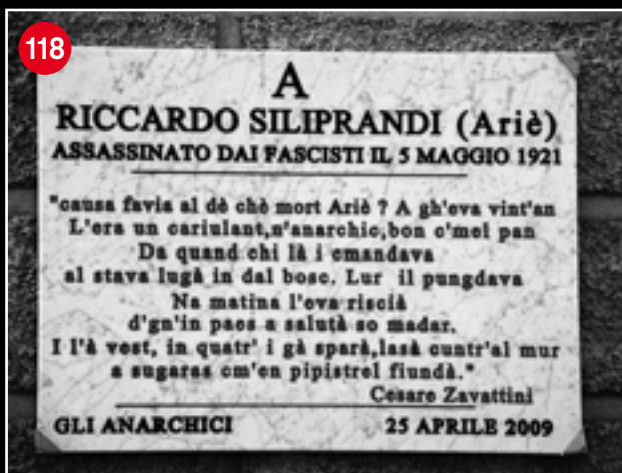 118
A
RICCARDO SILIPRANDI (Ariè)
ASSASSINATO DAI FASCISTI IL 5 MAGGIO 1921
"causa favia al dè chè mort Ariè ? A gh'eva vint'an
L'era un cariulant,n'anarchic,bon c'mel pan
Da quand chi là i cmandava
al stava lugà in dal bosc. Lur il pungdava
Na matina l'eva riscià
d'gn'in paes a salutà so madar.
I l'à vest, in quatr' i gà sparà,lasà cuntr'al mur
a sugaras cm'en pipistrel fiundà."
Cesare Zavattini
GLI ANARCHICI 25 APRILE 2009